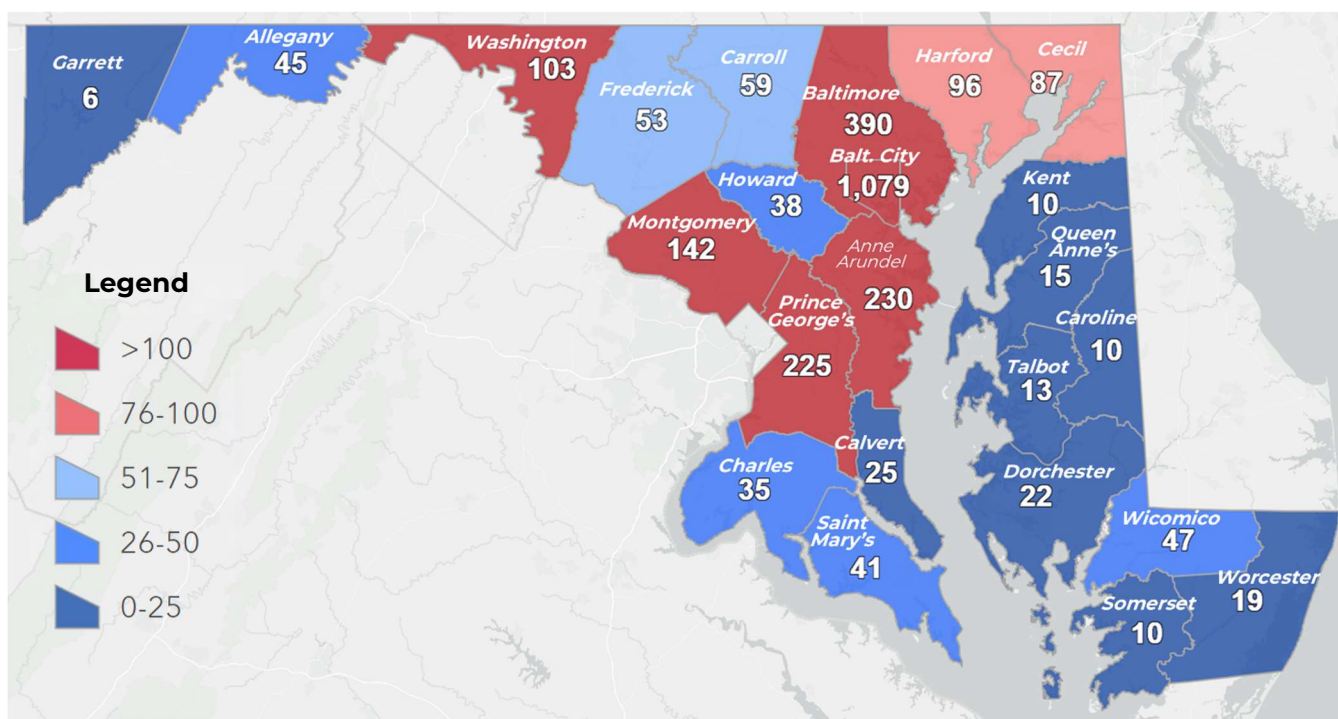 Garrett
6
Allegany
45
Washington
103
Frederick
53
Carroll
59
Baltimore
390
Balt. City
1,079
Harford
96
Cecil
87
Howard
38
Montgomery
142
Anne
Arundel
230
Prince
George's
225
Kent
10
Queen
Anne's
15
Caroline
10
Talbot
13
Calvert
25
Charles
35
Saint
Mary's
41
Dorchester
22
Wicomico
47
Worcester
19
Somerset
10
Legend
>100
76-100
51-75
26-50
0-25